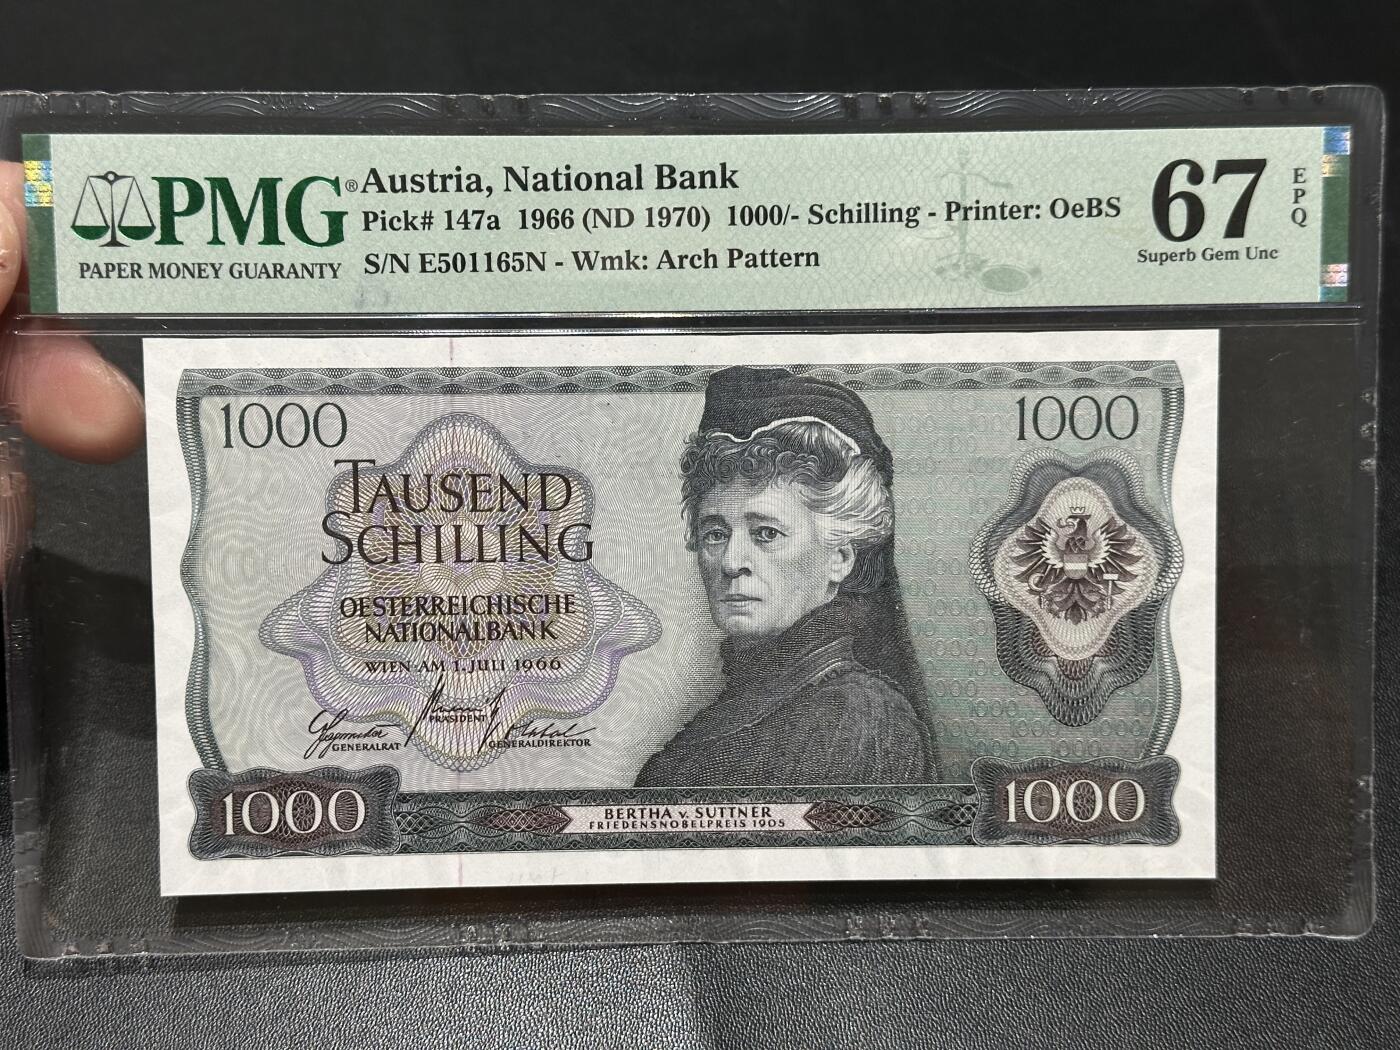 PMG®
PAPER MONEY GUARANTY
Austria, National Bank
Pick# 147a 1966 (ND 1970) 1000/- Schilling - Printer: OeBS
S/N E501165N - Wmk: Arch Pattern
67
EPQ
Superb Gem Unc
1000
1000
TAUSEND
SCHILLING
OESTERREICHISCHE
NATIONALBANK
WIEN·AM 1. JULI 1966
PRÄSIDENT
GENERALRAT
GENERALDIREKTOR
1000
BERTHA v. SUTTNER
FRIEDENSNOBELPREIS 1905
1000